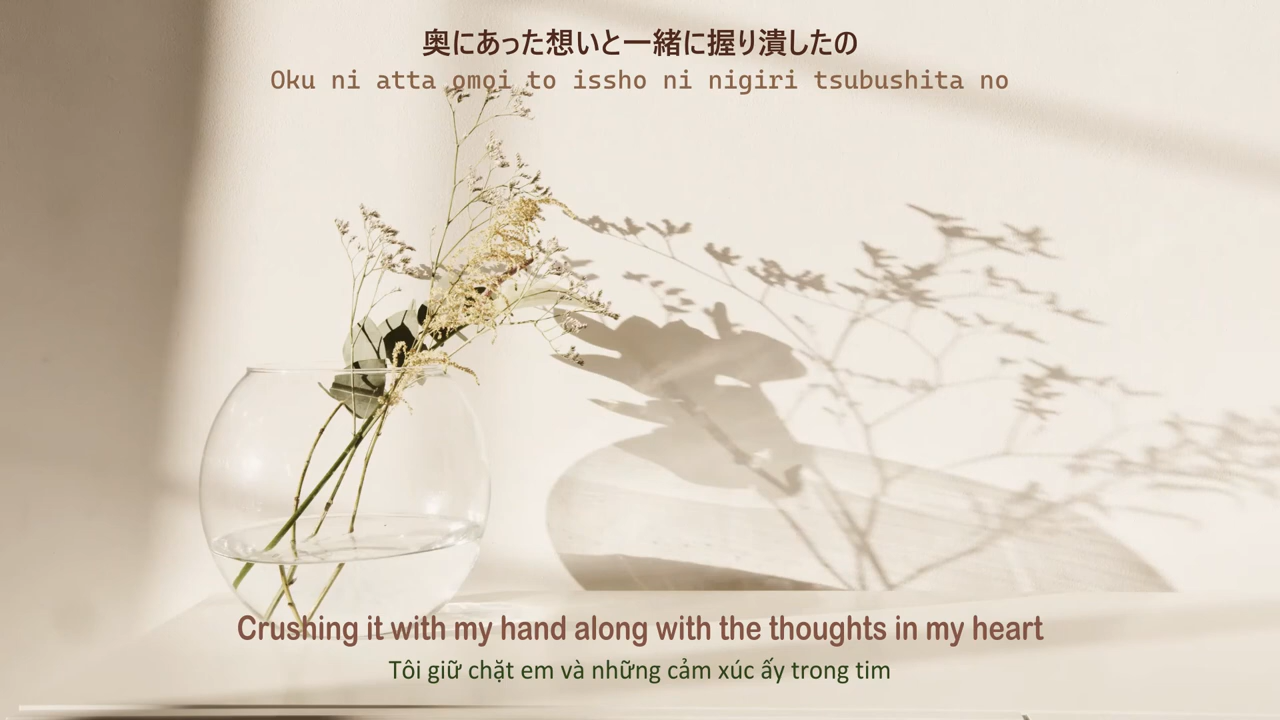 奥にあった想いと一緒に握り潰したの
Oku ni atta omoi to issho ni nigiri tsubushita no
Crushing it with my hand along with the thoughts in my heart
Tôi giữ chặt em và những cảm xúc ấy trong tim